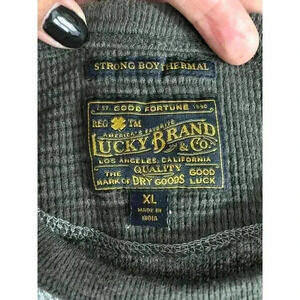 STRONG BOY THERMAL
EST. GOOD FORTUNE 1990
REG TM
AMERICA'S FAVORITE
LUCKY BRAND
& Co.
LOS ANGELES, CALIFORNIA
QUALITY
THE MARK OF DRY GOODS GOOD LUCK
XL
MADE IN
INDIA